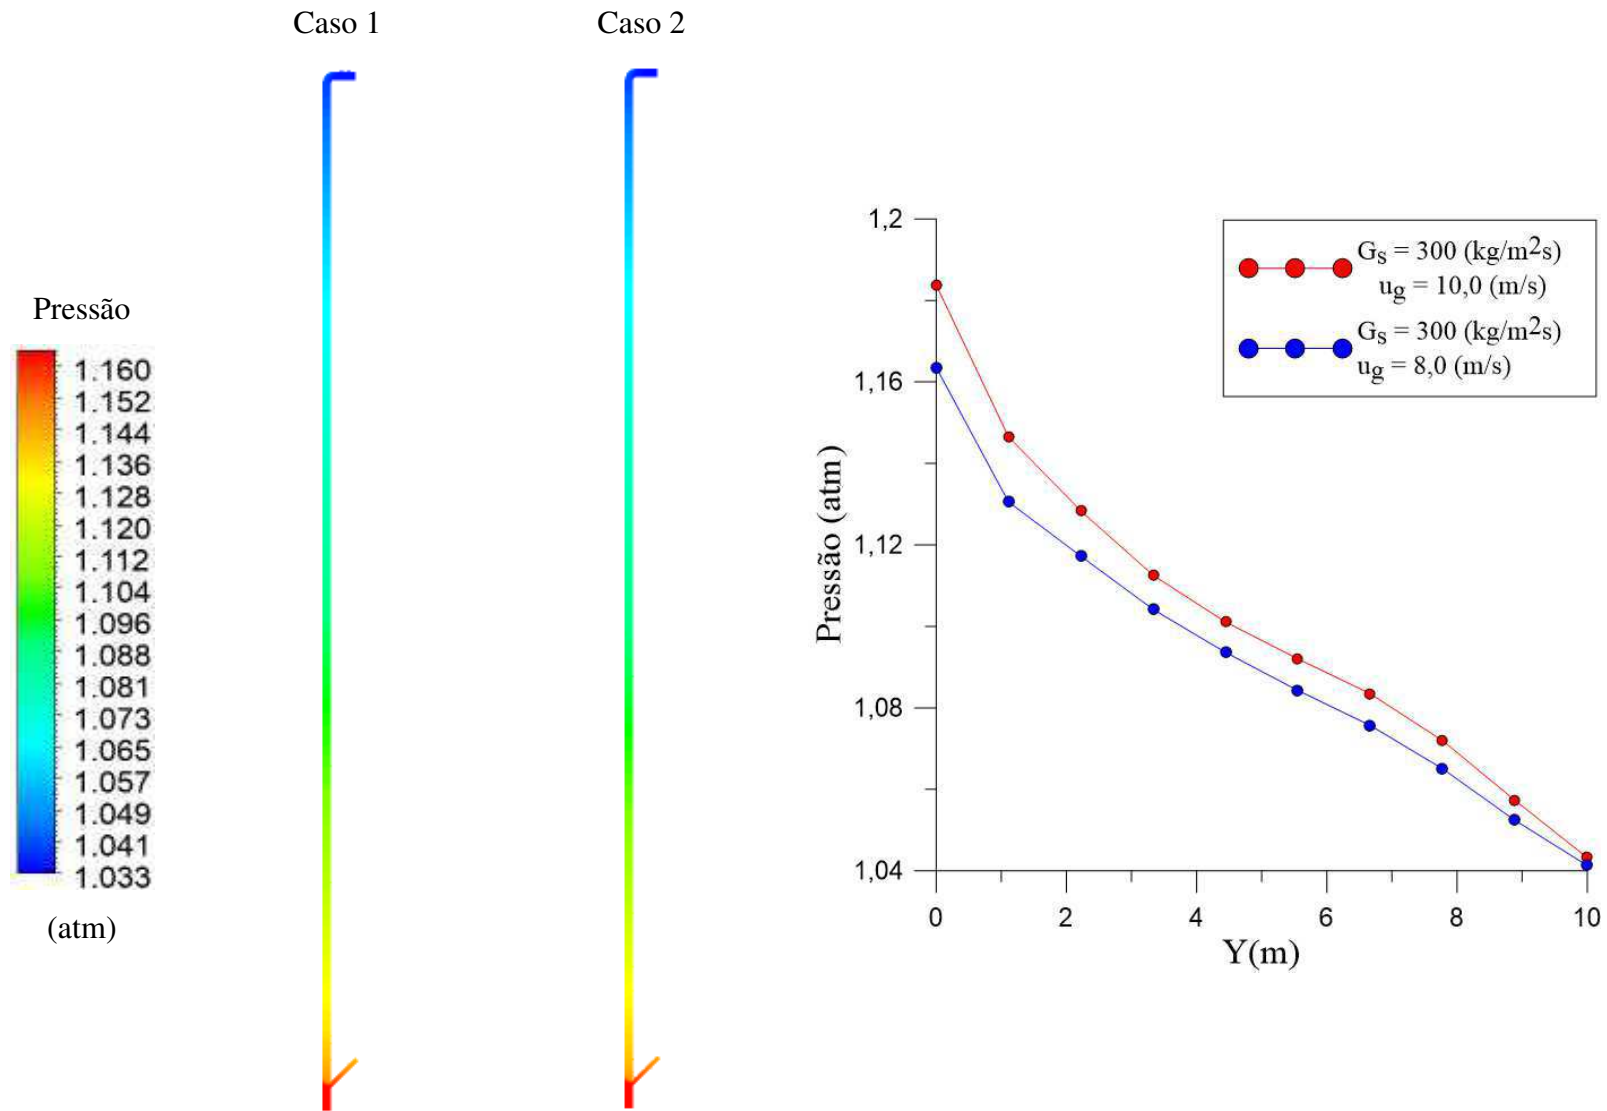 Caso 1
Caso 2
Pressão
1.160
1.152
1.144
1.136
1.128
1.120
1.112
1.104
1.096
1.088
1.081
1.073
1.065
1.057
1.049
1.041
1.033
(atm)
Pressão (atm)
1,2
1,16
1,12
1,08
1,04
0
2
4
6
8
10
Y(m)
Gs = 300 (kg/m2s)
ug = 10,0 (m/s)
Gs = 300 (kg/m2s)
ug = 8,0 (m/s)